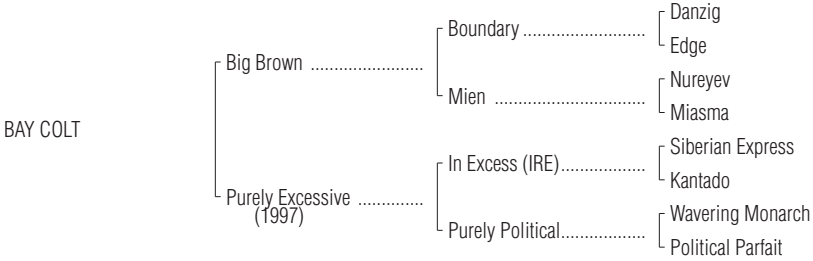 Danzig
Boundary ..........................
Edge
Big Brown ........................
Nureyev
Mien ................................
Miasma
BAY COLT
Siberian Express
In Excess (IRE)..................
Kantado
Purely Excessive ..............
(1997)
Wavering Monarch
Purely Political..................
Political Parfait